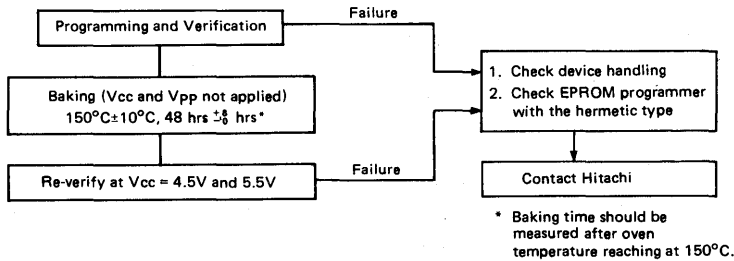 Programming and Verification
Failure
Baking (Vcc and VPP not applied)
150°C±10°C, 48 hrs +8 -0 hrs*
Re-verify at Vcc = 4.5V and 5.5V
Failure
1. Check device handling
2. Check EPROM programmer
with the hermetic type
Contact Hitachi
* Baking time should be
measured after oven
temperature reaching at 150°C.